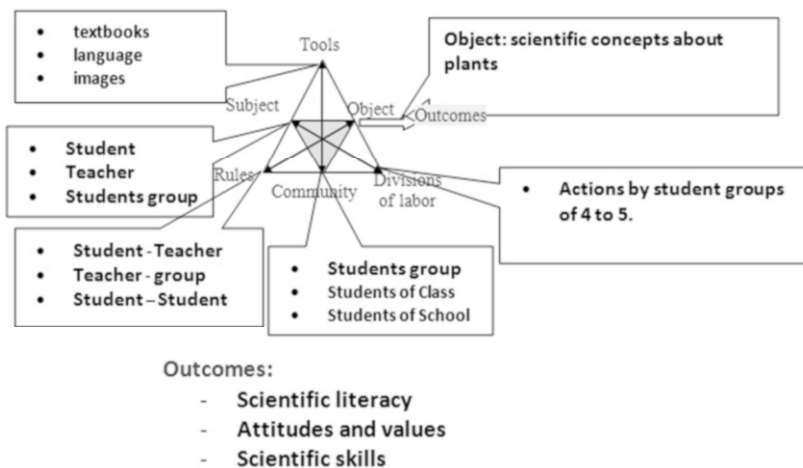 • textbooks
• language
• images
Tools
Object: scientific concepts about
plants
Subject
Object
Outcomes
• Student
• Teacher
• Students group
Rules
Community
Divisions
of labor
• Actions by student groups
of 4 to 5.
• Student - Teacher
• Teacher - group
• Student – Student
• Students group
• Students of Class
• Students of School
Outcomes:
- Scientific literacy
- Attitudes and values
- Scientific skills